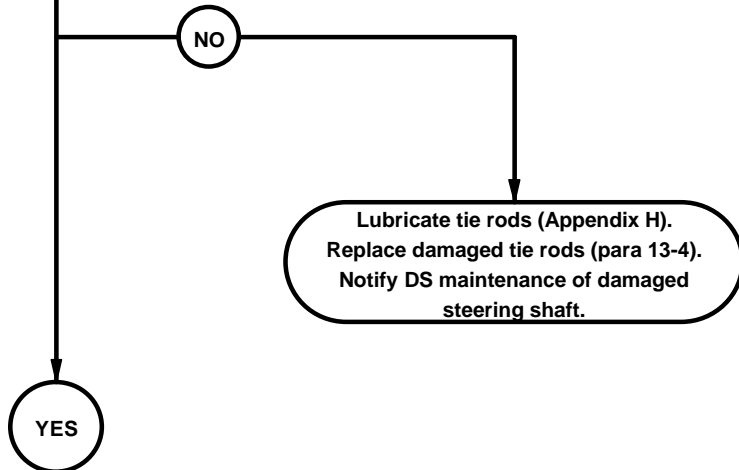 NO
Lubricate tie rods (Appendix H).
Replace damaged tie rods (para 13-4).
Notify DS maintenance of damaged
steering shaft.
YES